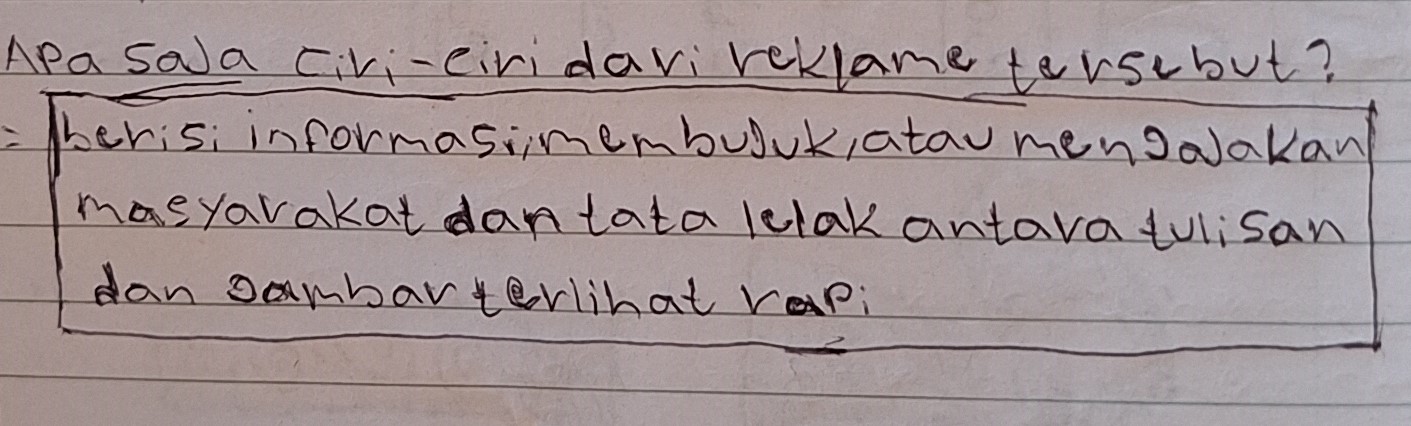 Apa saja ciri-ciri dari reklame tersebut?
= berisi informasi, membujuk, atau mengajakan
masyarakat dan tata lelak antara tulisan
dan gambar terlihat rapi